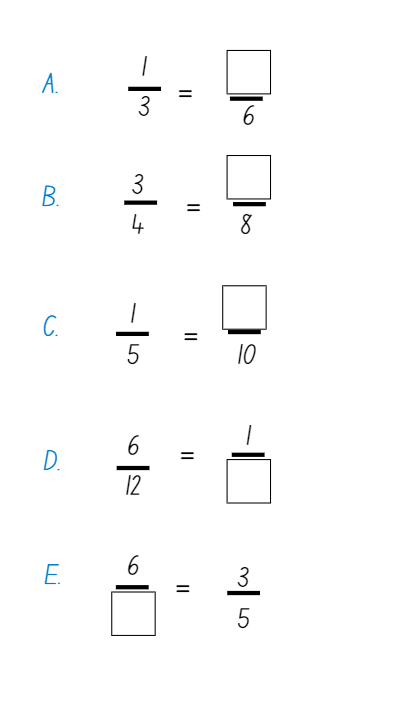 A. 1/3 = □/6
B. 3/4 = □/8
C. 1/5 = □/10
D. 6/12 = 1/□
E. 6/□ = 3/5